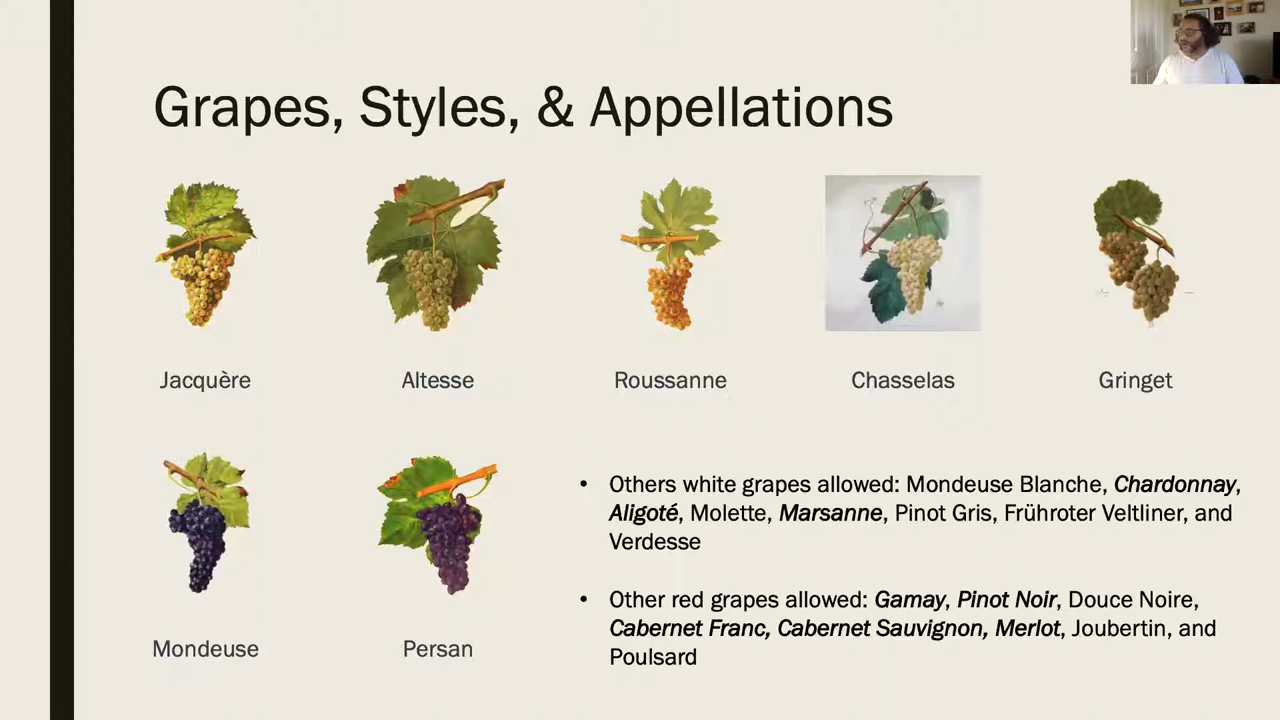 Grapes, Styles, & Appellations
Jacquère
Altesse
Roussanne
Chasselas
Gringet
Mondeuse
Persan
• Others white grapes allowed: Mondeuse Blanche, Chardonnay,
Aligoté, Molette, Marsanne, Pinot Gris, Frühroter Veltliner, and
Verdesse
• Other red grapes allowed: Gamay, Pinot Noir, Douce Noire,
Cabernet Franc, Cabernet Sauvignon, Merlot, Joubertin, and
Poulsard